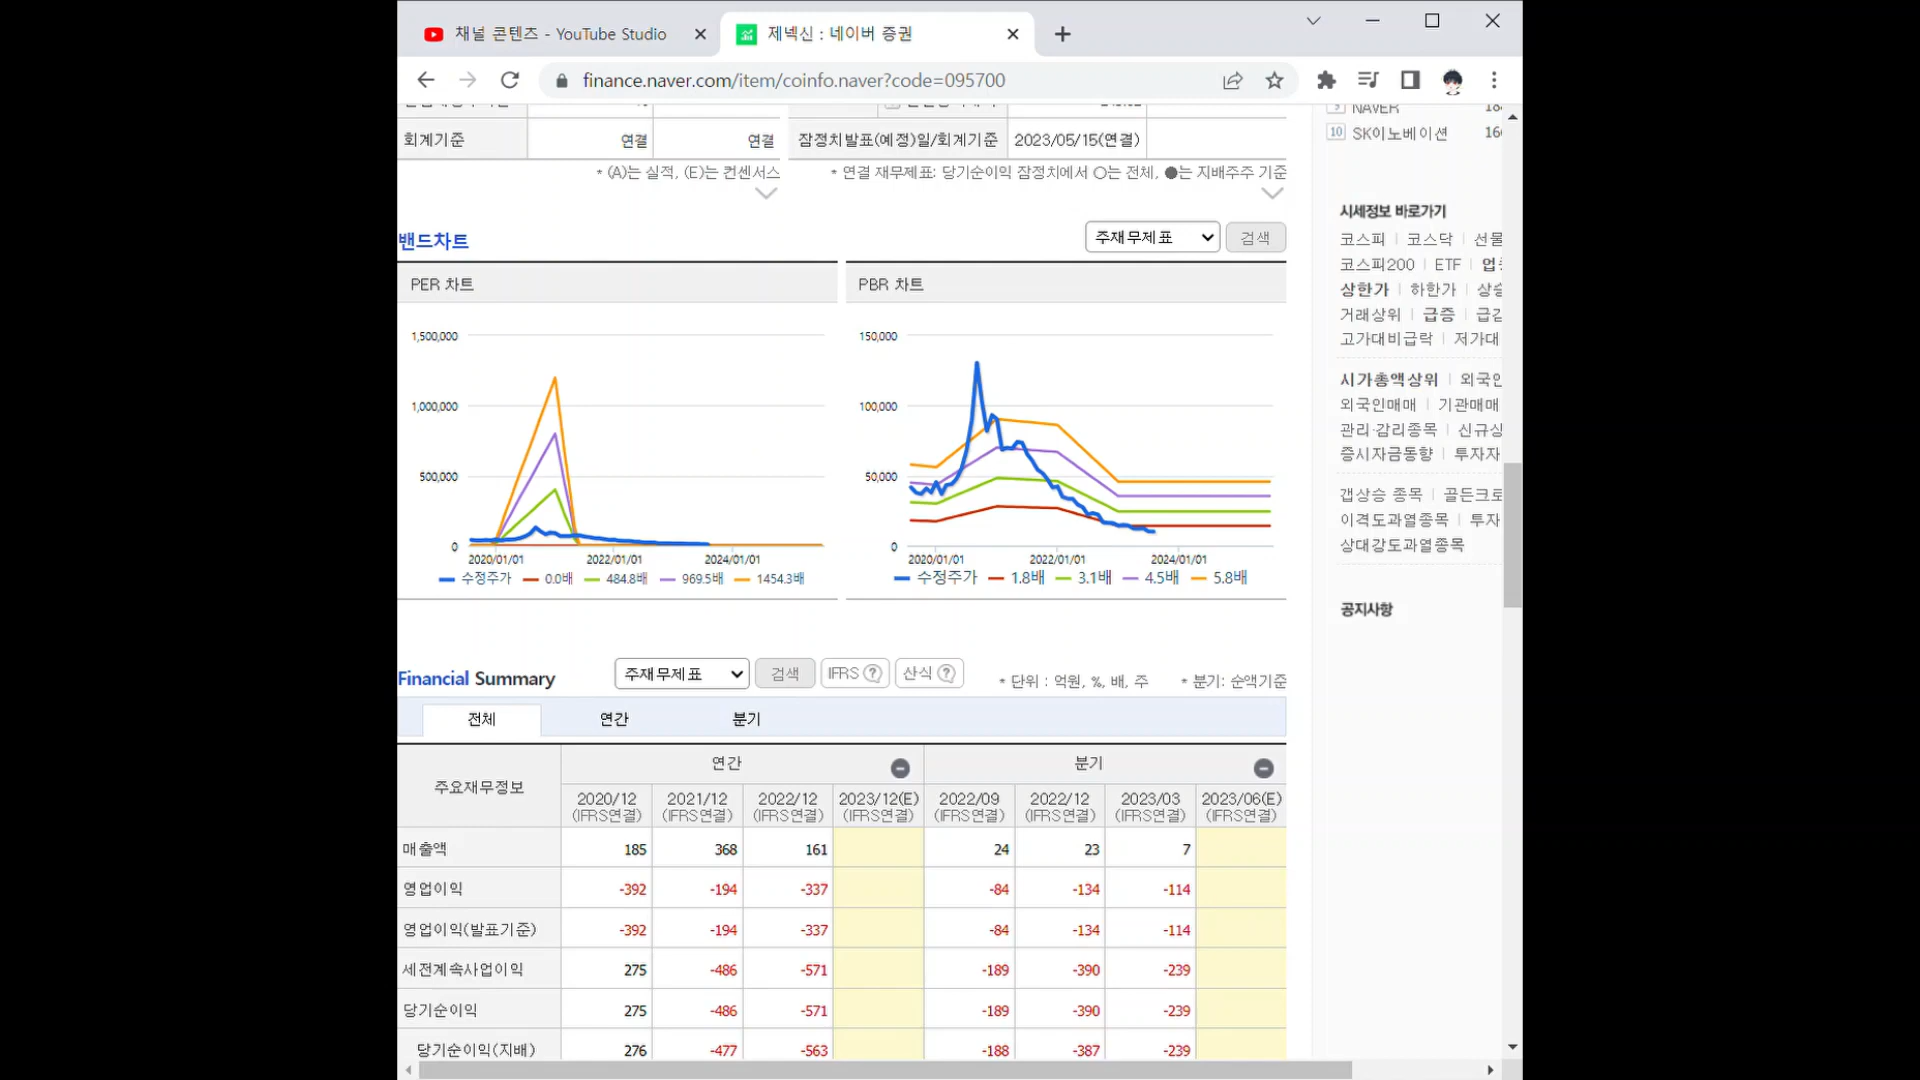 채널 콘텐츠 - YouTube Studio
제넥신 : 네이버 증권
finance.naver.com/item/coinfo.naver?code=095700
회계기준 연결 연결 잠정치발표(예정)일/회계기준 2023/05/15(연결)
* (A)는 실적, (E)는 컨센서스 * 연결 재무제표: 당기순이익 잠정치에서 ○는 전체, ●는 지배주주 기준
밴드차트 주재무제표 검색
PER 차트
1,500,000
1,000,000
500,000
0
2020/01/01 2022/01/01 2024/01/01
수정주가 0.0배 484.8배 969.5배 1454.3배
PBR 차트
150,000
100,000
50,000
0
2020/01/01 2022/01/01 2024/01/01
수정주가 1.8배 3.1배 4.5배 5.8배
Financial Summary 주재무제표 검색 IFRS ? 산식 ? * 단위 : 억원, %, 배, 주 * 분기: 순액기준
전체 연간 분기
주요재무정보 연간 분기
2020/12 2021/12 2022/12 2023/12(E) 2022/09 2022/12 2023/03 2023/06(E)
(IFRS연결) (IFRS연결) (IFRS연결) (IFRS연결) (IFRS연결) (IFRS연결) (IFRS연결) (IFRS연결)
매출액 185 368 161 24 23 7
영업이익 -392 -194 -337 -84 -134 -114
영업이익(발표기준) -392 -194 -337 -84 -134 -114
세전계속사업이익 275 -486 -571 -189 -390 -239
당기순이익 275 -486 -571 -189 -390 -239
당기순이익(지배) 276 -477 -563 -188 -387 -239
9 NAVER
10 SK이노베이션
시세정보 바로가기
코스피 | 코스닥 | 선물
코스피200 | ETF |
상한가 | 하한가 | 상승
거래상위 | 급증 | 급감
고가대비급락 | 저가대
시가총액상위 | 외국인
외국인매매 | 기관매매
관리·감리종목 | 신규상
증시자금동향 | 투자자
갭상승 종목 | 골든크로
이격도과열종목 | 투자
상대강도과열종목
공지사항